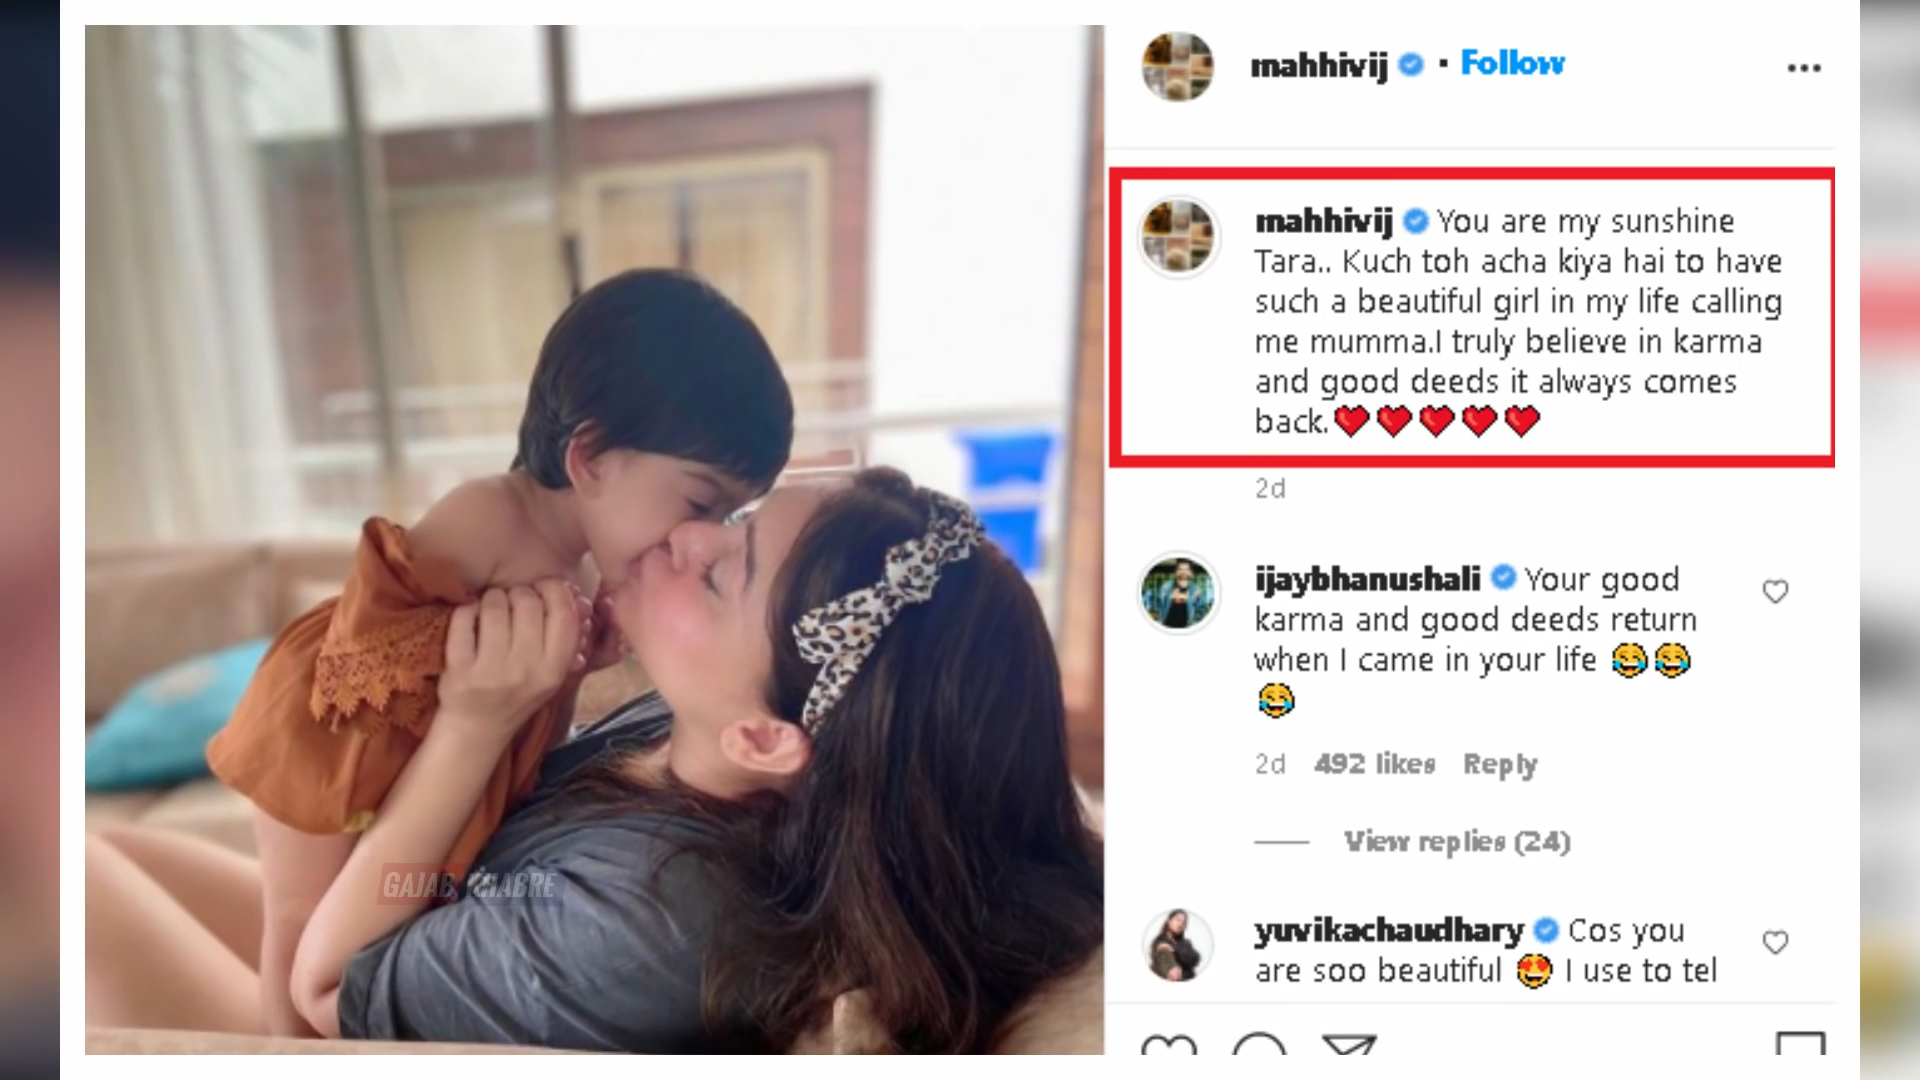 mahhivij • Follow
mahhivij You are my sunshine
Tara.. Kuch toh acha kiya hai to have
such a beautiful girl in my life calling
me mumma.I truly believe in karma
and good deeds it always comes
back.❤❤❤❤❤
2d
ijaybhanushali Your good
karma and good deeds return
when I came in your life 😂😂
😂
2d 492 likes Reply
View replies (24)
yuvikachaudhary Cos you
are soo beautiful 😍 I use to tel
GAJAB KHABRE